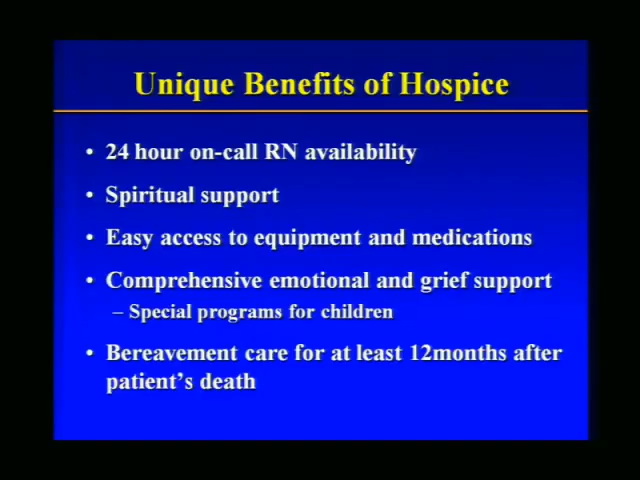 Unique Benefits of Hospice
• 24 hour on-call RN availability
• Spiritual support
• Easy access to equipment and medications
• Comprehensive emotional and grief support
– Special programs for children
• Bereavement care for at least 12months after
patient's death